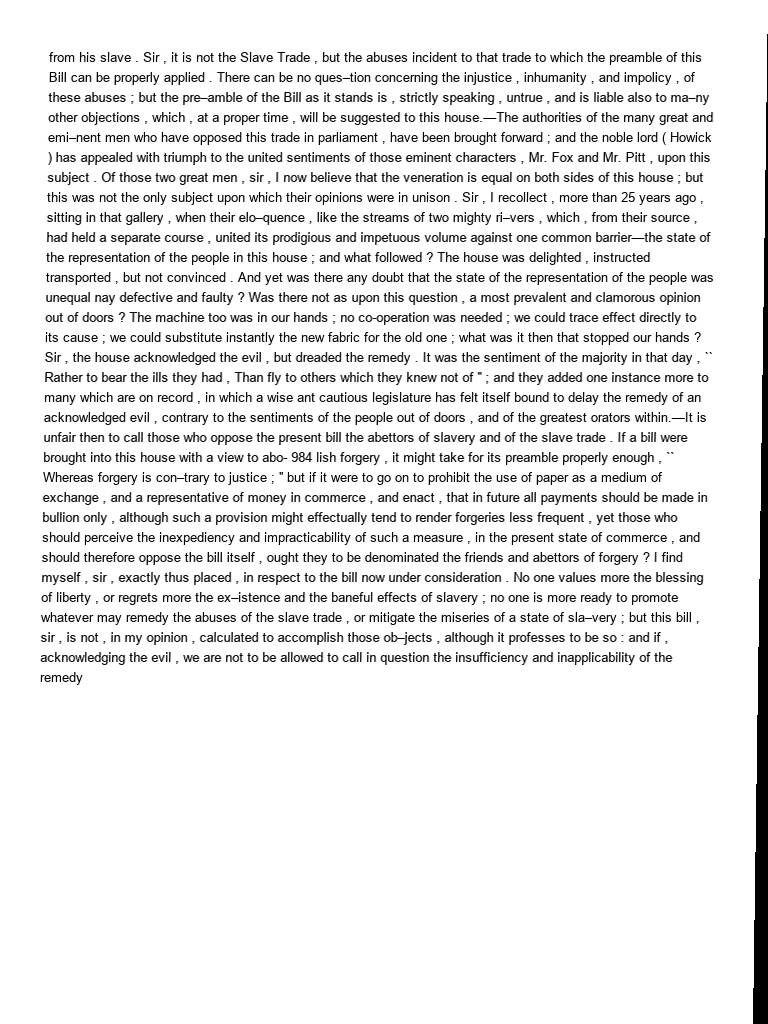 from his slave . Sir , it is not the Slave Trade , but the abuses incident to that trade to which the preamble of this
Bill can be properly applied . There can be no ques–tion concerning the injustice , inhumanity , and impolicy , of
these abuses ; but the pre–amble of the Bill as it stands is , strictly speaking , untrue , and is liable also to ma–ny
other objections , which , at a proper time , will be suggested to this house.—The authorities of the many great and
emi–nent men who have opposed this trade in parliament , have been brought forward ; and the noble lord ( Howick
) has appealed with triumph to the united sentiments of those eminent characters , Mr. Fox and Mr. Pitt , upon this
subject . Of those two great men , sir , I now believe that the veneration is equal on both sides of this house ; but
this was not the only subject upon which their opinions were in unison . Sir , I recollect , more than 25 years ago ,
sitting in that gallery , when their elo–quence , like the streams of two mighty ri–vers , which , from their source ,
had held a separate course , united its prodigious and impetuous volume against one common barrier—the state of
the representation of the people in this house ; and what followed ? The house was delighted , instructed
transported , but not convinced . And yet was there any doubt that the state of the representation of the people was
unequal nay defective and faulty ? Was there not as upon this question , a most prevalent and clamorous opinion
out of doors ? The machine too was in our hands ; no co-operation was needed ; we could trace effect directly to
its cause ; we could substitute instantly the new fabric for the old one ; what was it then that stopped our hands ?
Sir , the house acknowledged the evil , but dreaded the remedy . It was the sentiment of the majority in that day , ``
Rather to bear the ills they had , Than fly to others which they knew not of " ; and they added one instance more to
many which are on record , in which a wise ant cautious legislature has felt itself bound to delay the remedy of an
acknowledged evil , contrary to the sentiments of the people out of doors , and of the greatest orators within.—It is
unfair then to call those who oppose the present bill the abettors of slavery and of the slave trade . If a bill were
brought into this house with a view to abo- 984 lish forgery , it might take for its preamble properly enough , ``
Whereas forgery is con–trary to justice ; " but if it were to go on to prohibit the use of paper as a medium of
exchange , and a representative of money in commerce , and enact , that in future all payments should be made in
bullion only , although such a provision might effectually tend to render forgeries less frequent , yet those who
should perceive the inexpediency and impracticability of such a measure , in the present state of commerce , and
should therefore oppose the bill itself , ought they to be denominated the friends and abettors of forgery ? I find
myself , sir , exactly thus placed , in respect to the bill now under consideration . No one values more the blessing
of liberty , or regrets more the ex–istence and the baneful effects of slavery ; no one is more ready to promote
whatever may remedy the abuses of the slave trade , or mitigate the miseries of a state of sla–very ; but this bill ,
sir , is not , in my opinion , calculated to accomplish those ob–jects , although it professes to be so : and if ,
acknowledging the evil , we are not to be allowed to call in question the insufficiency and inapplicability of the
remedy